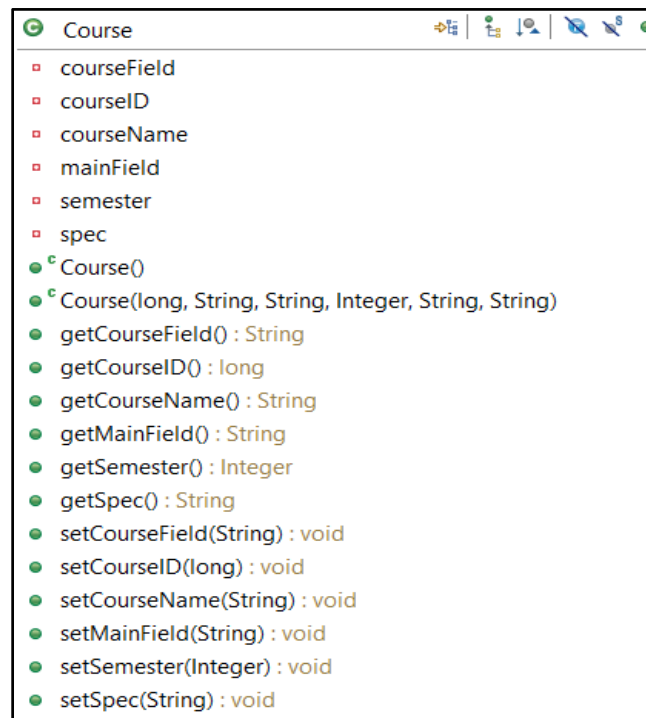 Course
courseField
courseID
courseName
mainField
semester
spec
Course()
Course(long, String, String, Integer, String, String)
getCourseField() : String
getCourseID() : long
getCourseName() : String
getMainField() : String
getSemester() : Integer
getSpec() : String
setCourseField(String) : void
setCourseID(long) : void
setCourseName(String) : void
setMainField(String) : void
setSemester(Integer) : void
setSpec(String) : void